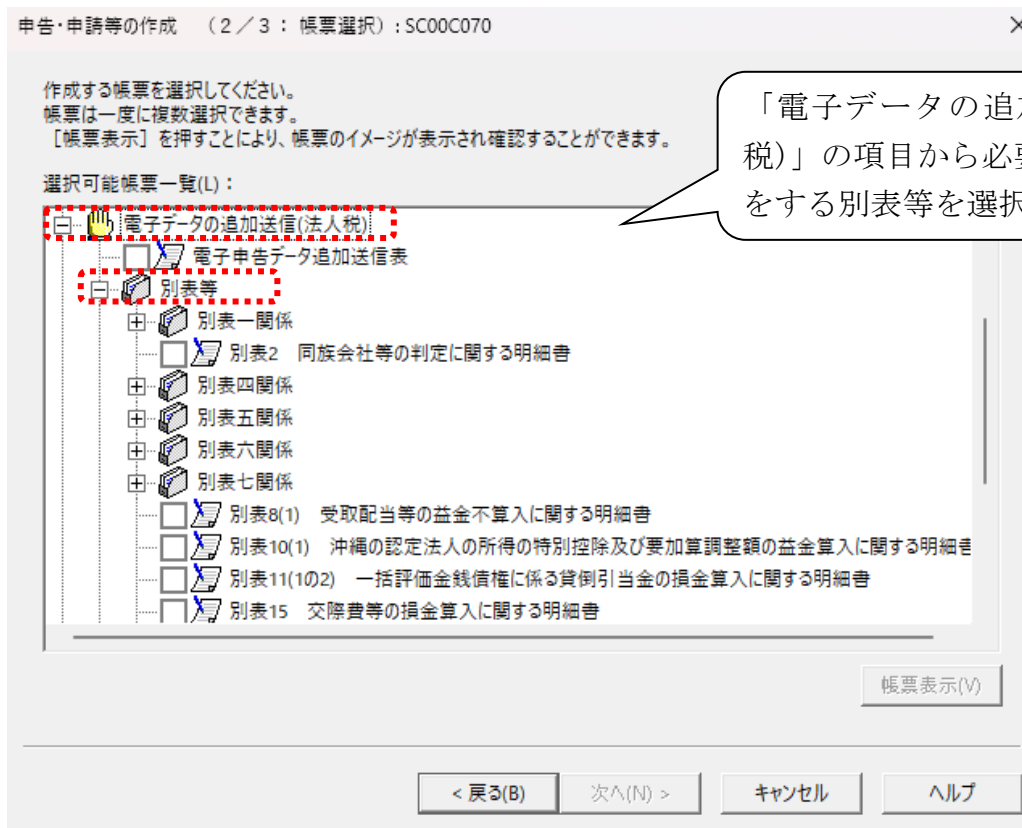 申告・申請等の作成　（２／３： 帳票選択）:SC00C070
作成する帳票を選択してください。
帳票は一度に複数選択できます。
［帳票表示］を押すことにより、帳票のイメージが表示され確認することができます。
「電子データの追
税)」の項目から必
をする別表等を選択
選択可能帳票一覧(L)：
電子データの追加送信(法人税)
電子申告データ追加送信表
別表等
別表一関係
別表2　同族会社等の判定に関する明細書
別表四関係
別表五関係
別表六関係
別表七関係
別表8(1)　受取配当等の益金不算入に関する明細書
別表10(1)　沖縄の認定法人の所得の特別控除及び要加算調整額の益金算入に関する明細書
別表11(1の2)　一括評価金銭債権に係る貸倒引当金の損金算入に関する明細書
別表15　交際費等の損金算入に関する明細書
帳票表示(V)
< 戻る(B)
次へ(N) >
キャンセル
ヘルプ